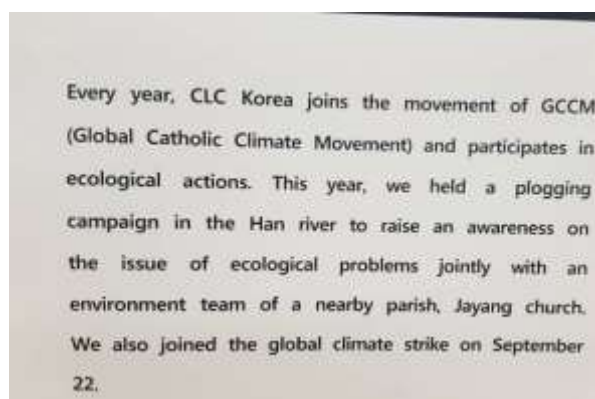 Every year, CLC Korea joins the movement of GCCM
(Global Catholic Climate Movement) and participates in
ecological actions. This year, we held a plogging
campaign in the Han river to raise an awareness on
the issue of ecological problems jointly with an
environment team of a nearby parish, Jayang church.
We also joined the global climate strike on September
22.